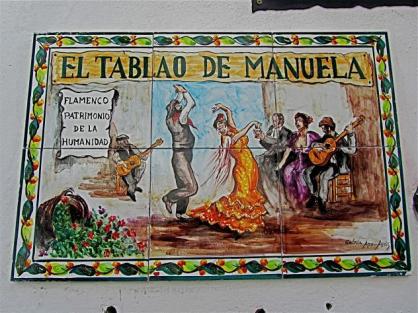 EL TABLAO DE MANUELA
FLAMENCO
PATRIMONIO
DE LA
HUMANIDAD